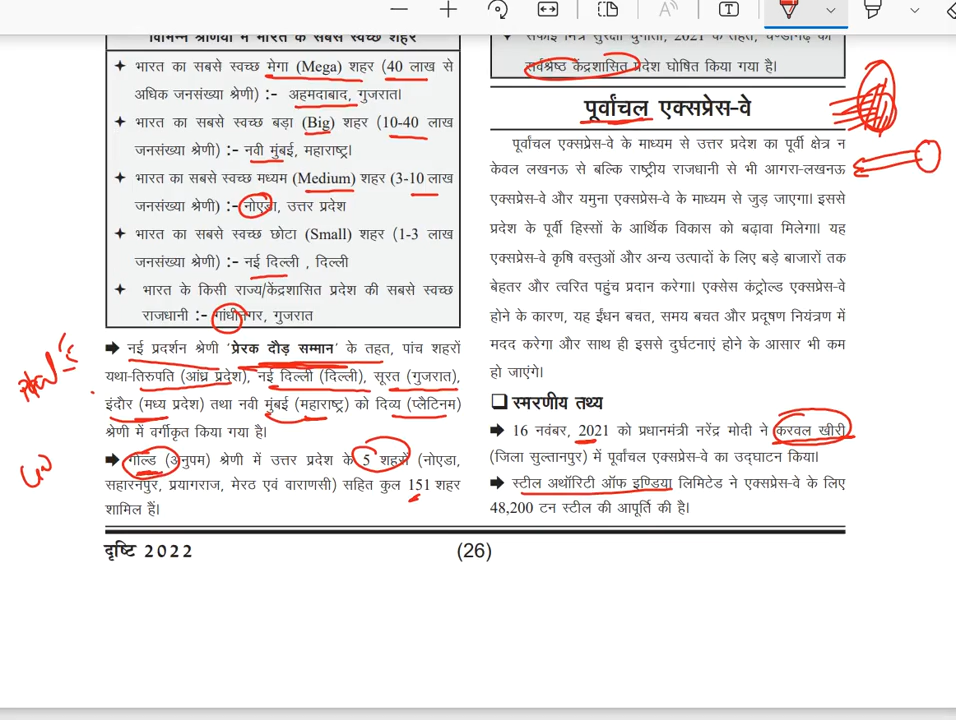 विभिन्न श्रेणियों में भारत के सबसे स्वच्छ शहर
भारत का सबसे स्वच्छ मेगा (Mega) शहर (40 लाख से
अधिक जनसंख्या श्रेणी) :- अहमदाबाद, गुजरात।
भारत का सबसे स्वच्छ बड़ा (Big) शहर (10-40 लाख
जनसंख्या श्रेणी) :- नवी मुंबई, महाराष्ट्र।
भारत का सबसे स्वच्छ मध्यम (Medium) शहर (3-10 लाख
जनसंख्या श्रेणी) :- नोएडा, उत्तर प्रदेश
भारत का सबसे स्वच्छ छोटा (Small) शहर (1-3 लाख
जनसंख्या श्रेणी) :- नई दिल्ली , दिल्ली
भारत के किसी राज्य/केंद्रशासित प्रदेश की सबसे स्वच्छ
राजधानी :- गांधीनगर, गुजरात
➡ नई प्रदर्शन श्रेणी 'प्रेरक दौड़ सम्मान' के तहत, पांच शहरों
यथा-तिरुपति (आंध्र प्रदेश), नई दिल्ली (दिल्ली), सूरत (गुजरात),
इंदौर (मध्य प्रदेश) तथा नवी मुंबई (महाराष्ट्र) को दिव्य (प्लैटिनम)
श्रेणी में वर्गीकृत किया गया है।
➡ गोल्ड (अनुपम) श्रेणी में उत्तर प्रदेश के 5 शहरों (नोएडा,
सहारनपुर, प्रयागराज, मेरठ एवं वाराणसी) सहित कुल 151 शहर
शामिल हैं।
सफाई मित्र सुरक्षा चुनौती, 2021 के तहत, चण्डीगढ़ को
सर्वश्रेष्ठ केंद्रशासित प्रदेश घोषित किया गया है।
पूर्वांचल एक्सप्रेस-वे
पूर्वांचल एक्सप्रेस-वे के माध्यम से उत्तर प्रदेश का पूर्वी क्षेत्र न
केवल लखनऊ से बल्कि राष्ट्रीय राजधानी से भी आगरा-लखनऊ
एक्सप्रेस-वे और यमुना एक्सप्रेस-वे के माध्यम से जुड़ जाएगा। इससे
प्रदेश के पूर्वी हिस्सों के आर्थिक विकास को बढ़ावा मिलेगा। यह
एक्सप्रेस-वे कृषि वस्तुओं और अन्य उत्पादों के लिए बड़े बाजारों तक
बेहतर और त्वरित पहुंच प्रदान करेगा। एक्सेस कंट्रोल्ड एक्सप्रेस-वे
होने के कारण, यह ईंधन बचत, समय बचत और प्रदूषण नियंत्रण में
मदद करेगा और साथ ही इससे दुर्घटनाएं होने के आसार भी कम
हो जाएंगे।
❑ स्मरणीय तथ्य
➡ 16 नवंबर, 2021 को प्रधानमंत्री नरेंद्र मोदी ने करवल खीरी
(जिला सुल्तानपुर) में पूर्वांचल एक्सप्रेस-वे का उद्घाटन किया।
➡ स्टील अथॉरिटी ऑफ इण्डिया लिमिटेड ने एक्सप्रेस-वे के लिए
48,200 टन स्टील की आपूर्ति की है।
दृष्टि 2022
(26)